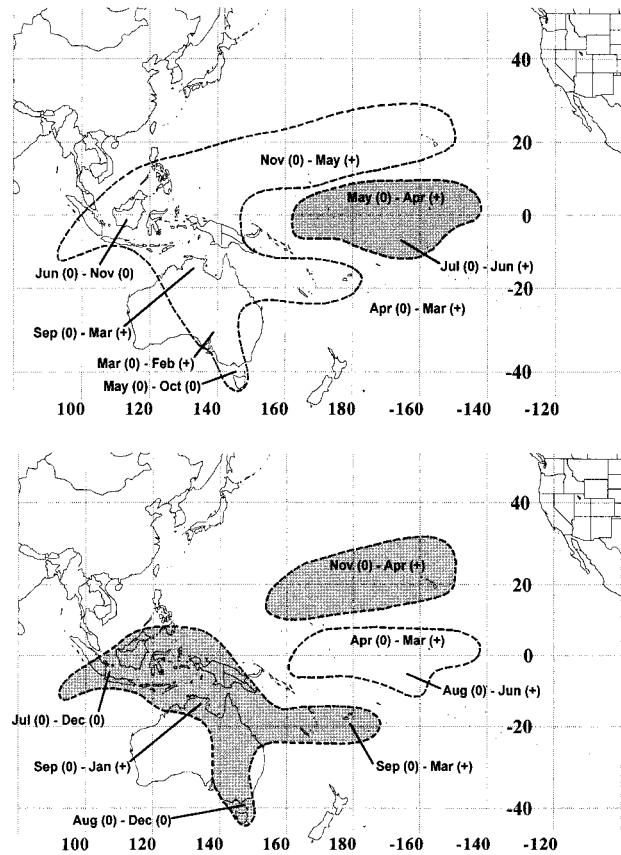 40
20
Nov (0) - May (+)
May (0) - Apr (+)
0
Jun (0) - Nov (0)
Jul (0) - Jun (+)
-20
Sep (0) - Mar (+)
Apr (0) - Mar (+)
Mar (0) - Feb (+)
May (0) - Oct (0)
-40
100 120 140 160 180 -160 -140 -120
40
Nov (0) - Apr (+)
20
Apr (0) - Mar (+)
0
Aug (0) - Jun (+)
Jul (0) - Dec (0)
-20
Sep (0) - Jan (+)
Sep (0) - Mar (+)
Aug (0) - Dec (0)
-40
100 120 140 160 180 -160 -140 -120